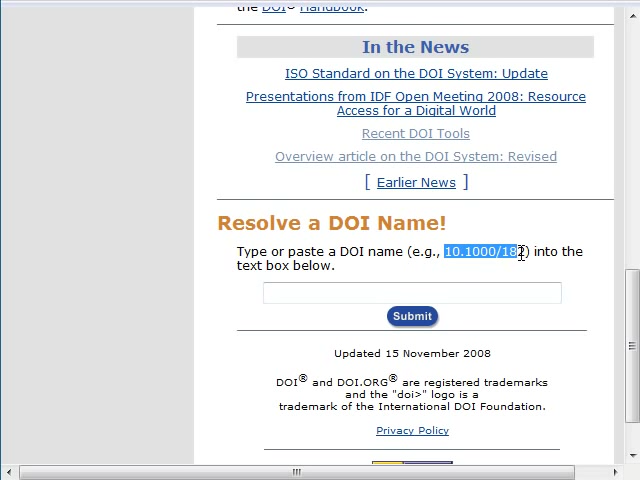 the DOI® Handbook.
In the News
ISO Standard on the DOI System: Update
Presentations from IDF Open Meeting 2008: Resource
Access for a Digital World
Recent DOI Tools
Overview article on the DOI System: Revised
[ Earlier News ]
Resolve a DOI Name!
Type or paste a DOI name (e.g., 10.1000/182) into the
text box below.
Submit
Updated 15 November 2008
DOI® and DOI.ORG® are registered trademarks
and the "doi>" logo is a
trademark of the International DOI Foundation.
Privacy Policy